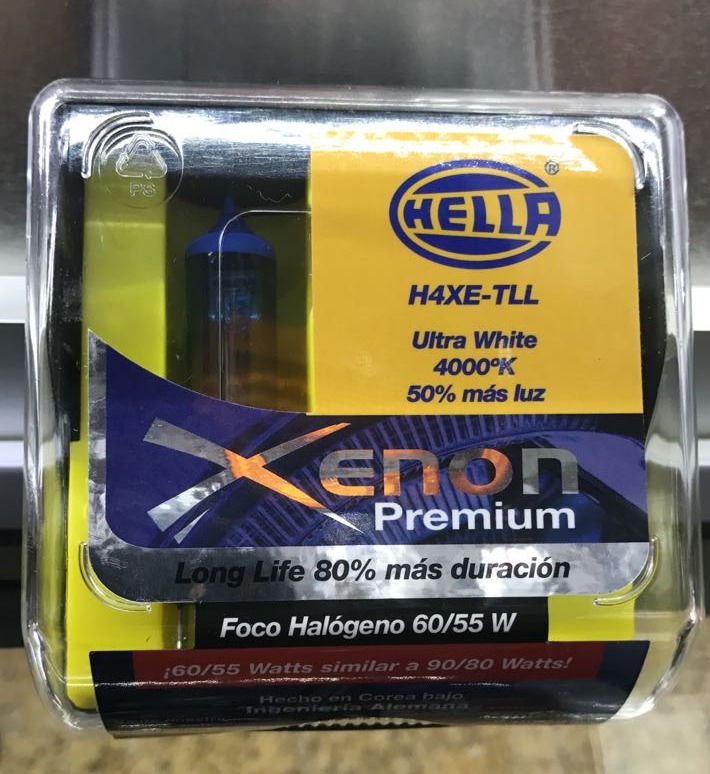 PS
HELLA®
H4XE-TLL
Ultra White
4000°K
50% más luz
Xenon
Premium
Long Life 80% más duración
Foco Halógeno 60/55 W
¡60/55 Watts similar a 90/80 Watts!
Hecho en Corea bajo
Ingeniería Alemana